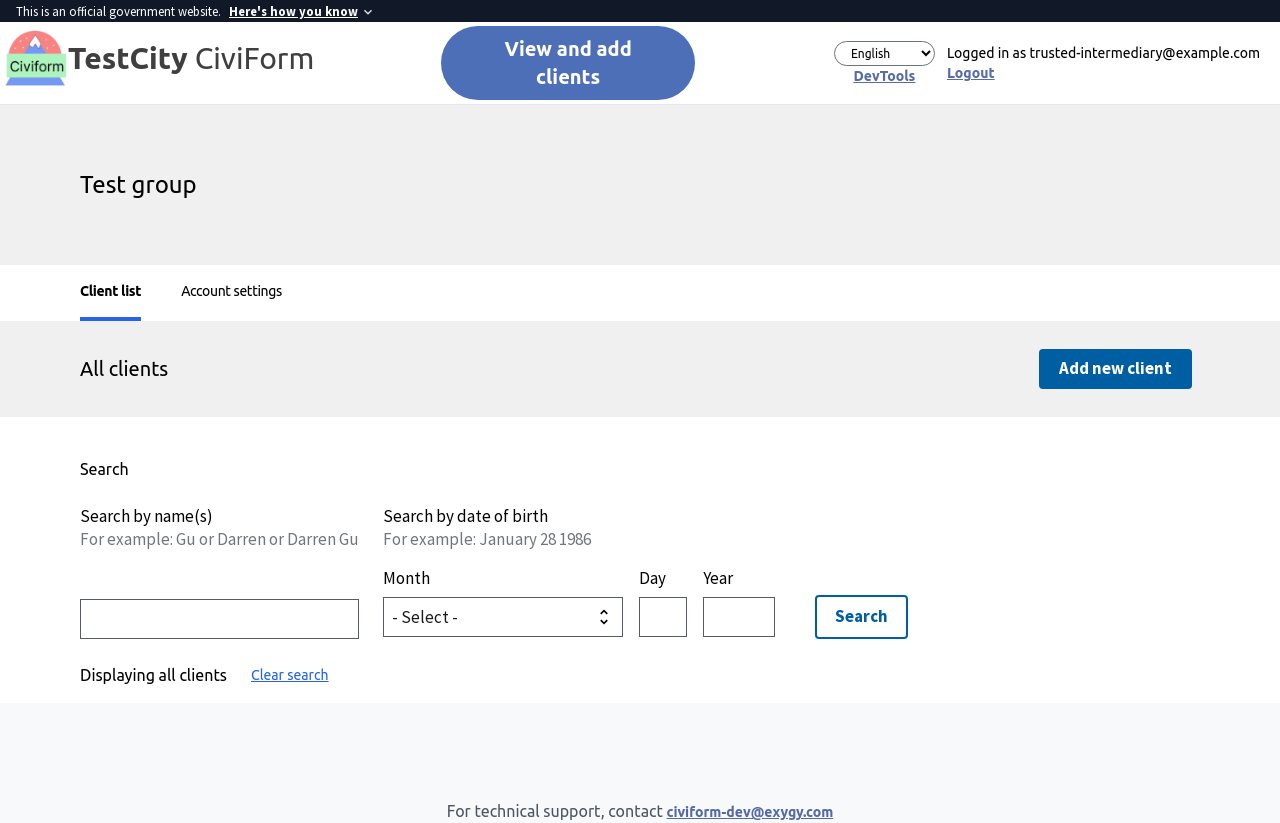 This is an official government website. Here's how you know
Civiform
TestCity CiviForm
View and add
clients
English
DevTools
Logged in as trusted-intermediary@example.com
Logout
Test group
Client list
Account settings
All clients
Add new client
Search
Search by name(s)
For example: Gu or Darren or Darren Gu
Search by date of birth
For example: January 28 1986
Month
Day
Year
- Select -
Search
Displaying all clients
Clear search
For technical support, contact civiform-dev@exygy.com